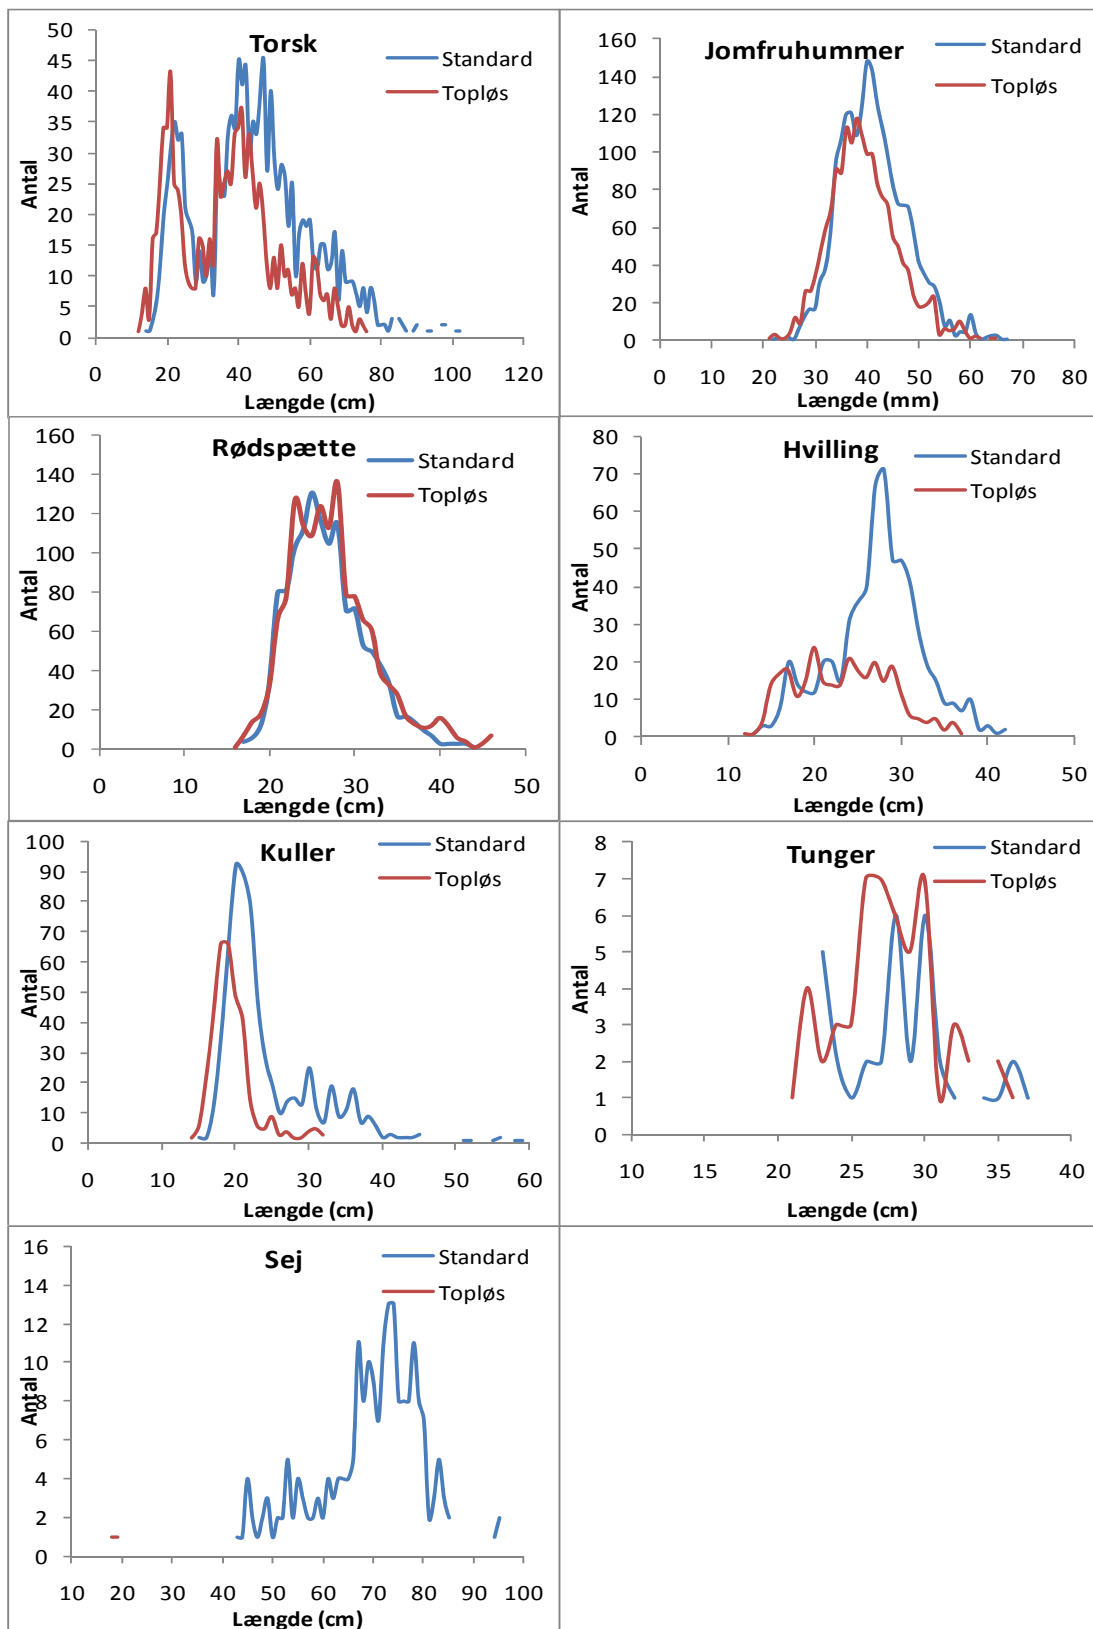 Torsk
Standard
Topløs
Antal
50
45
40
35
30
25
20
15
10
5
0
0 20 40 60 80 100 120
Længde (cm)
Jomfruhummer
Standard
Topløs
Antal
160
140
120
100
80
60
40
20
0
0 10 20 30 40 50 60 70 80
Længde (mm)
Rødspætte
Standard
Topløs
Antal
160
140
120
100
80
60
40
20
0
0 10 20 30 40 50
Længde (cm)
Hvilling
Standard
Topløs
Antal
80
70
60
50
40
30
20
10
0
0 10 20 30 40 50
Længde (cm)
Kuller
Standard
Topløs
Antal
100
90
80
70
60
50
40
30
20
10
0
0 10 20 30 40 50 60
Længde (cm)
Tunger
Standard
Topløs
Antal
8
7
6
5
4
3
2
1
0
10 15 20 25 30 35 40
Længde (cm)
Sej
Standard
Topløs
Antal
16
14
12
10
8
6
4
2
0
10 20 30 40 50 60 70 80 90 100
Længde (cm)